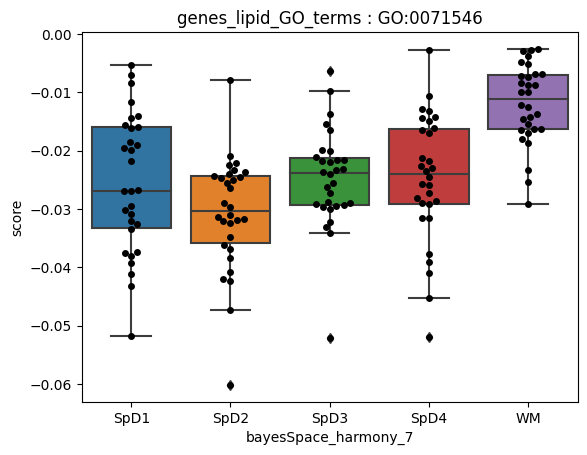 genes_lipid_GO_terms : GO:0071546
0.00
−0.01
−0.02
−0.03
−0.04
−0.05
−0.06
score
SpD1 SpD2 SpD3 SpD4 WM
bayesSpace_harmony_7